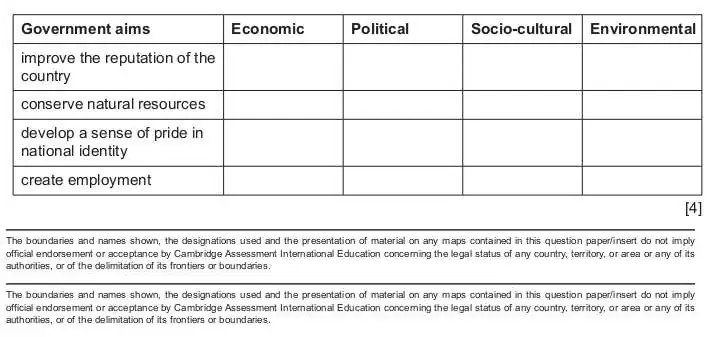 Government aims Economic Political Socio-cultural Environmental
improve the reputation of the
country
conserve natural resources
develop a sense of pride in
national identity
create employment
[4]
The boundaries and names shown, the designations used and the presentation of material on any maps contained in this question paper/insert do not imply
official endorsement or acceptance by Cambridge Assessment International Education concerning the legal status of any country, territory, or area or any of its
authorities, or of the delimitation of its frontiers or boundaries.
The boundaries and names shown, the designations used and the presentation of material on any maps contained in this question paper/insert do not imply
official endorsement or acceptance by Cambridge Assessment International Education concerning the legal status of any country, territory, or area or any of its
authorities, or of the delimitation of its frontiers or boundaries.